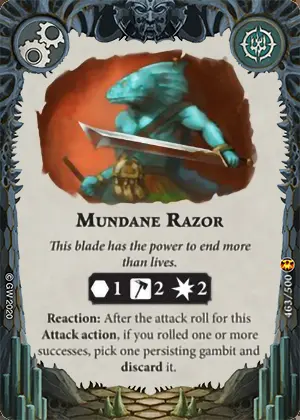 MUNDANE RAZOR
This blade has the power to end more
than lives.
1 2 2
Reaction: After the attack roll for this
Attack action, if you rolled one or more
successes, pick one persisting gambit and
discard it.
© GW 2020
463/500